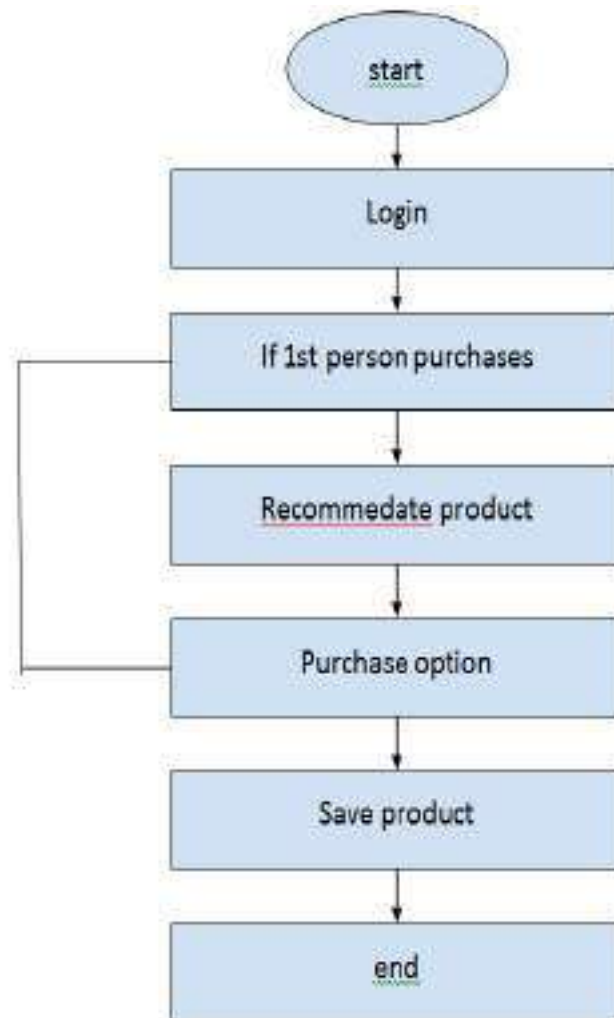 start
Login
If 1st person purchases
Recommedate product
Purchase option
Save product
end